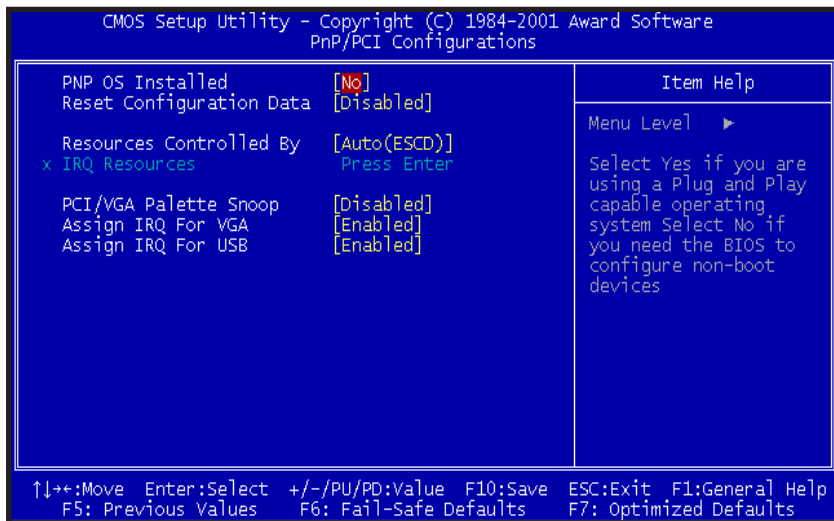 CMOS Setup Utility - Copyright (C) 1984-2001 Award Software
PnP/PCI Configurations
PNP OS Installed [No]
Reset Configuration Data [Disabled]
Resources Controlled By [Auto(ESCD)]
x IRQ Resources Press Enter
PCI/VGA Palette Snoop [Disabled]
Assign IRQ For VGA [Enabled]
Assign IRQ For USB [Enabled]
Item Help
Menu Level ►
Select Yes if you are
using a Plug and Play
capable operating
system Select No if
you need the BIOS to
configure non-boot
devices
↑↓→←:Move Enter:Select +/-/PU/PD:Value F10:Save ESC:Exit F1:General Help
F5: Previous Values F6: Fail-Safe Defaults F7: Optimized Defaults